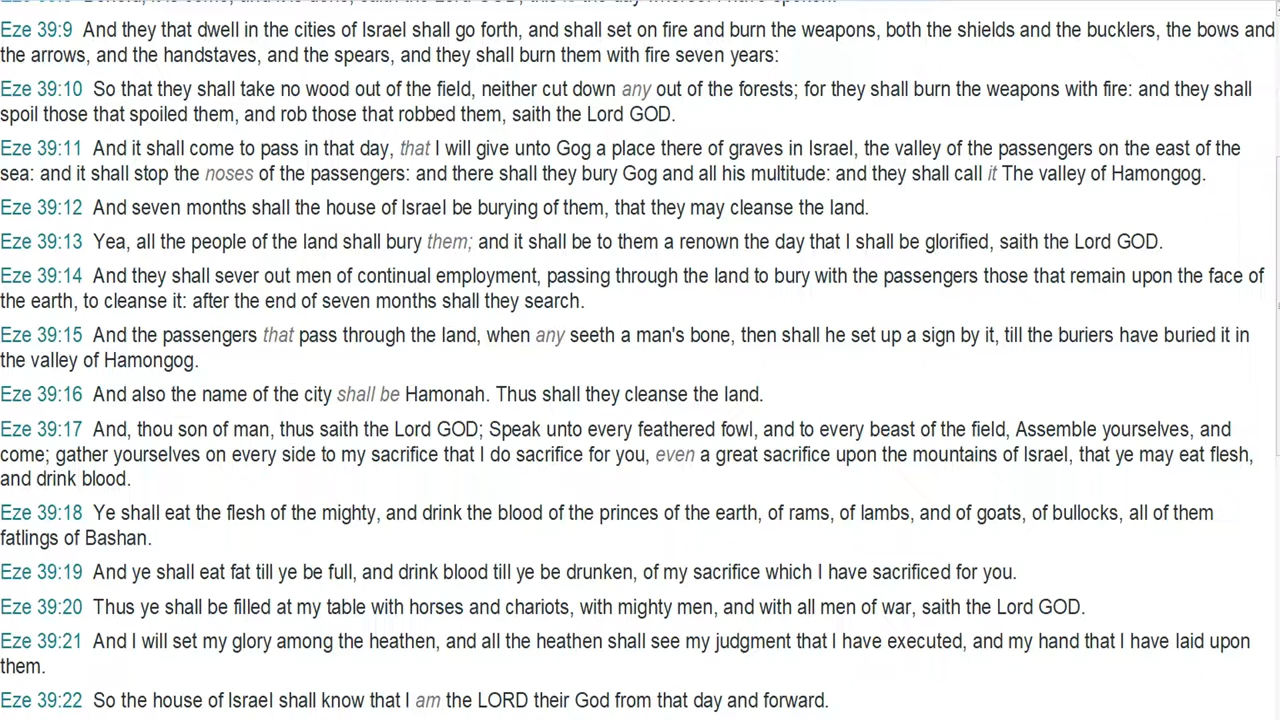 Eze 39:9 And they that dwell in the cities of Israel shall go forth, and shall set on fire and burn the weapons, both the shields and the bucklers, the bows and
the arrows, and the handstaves, and the spears, and they shall burn them with fire seven years:
Eze 39:10 So that they shall take no wood out of the field, neither cut down any out of the forests; for they shall burn the weapons with fire: and they shall
spoil those that spoiled them, and rob those that robbed them, saith the Lord GOD.
Eze 39:11 And it shall come to pass in that day, that I will give unto Gog a place there of graves in Israel, the valley of the passengers on the east of the
sea: and it shall stop the noses of the passengers: and there shall they bury Gog and all his multitude: and they shall call it The valley of Hamongog.
Eze 39:12 And seven months shall the house of Israel be burying of them, that they may cleanse the land.
Eze 39:13 Yea, all the people of the land shall bury them; and it shall be to them a renown the day that I shall be glorified, saith the Lord GOD.
Eze 39:14 And they shall sever out men of continual employment, passing through the land to bury with the passengers those that remain upon the face of
the earth, to cleanse it: after the end of seven months shall they search.
Eze 39:15 And the passengers that pass through the land, when any seeth a man's bone, then shall he set up a sign by it, till the buriers have buried it in
the valley of Hamongog.
Eze 39:16 And also the name of the city shall be Hamonah. Thus shall they cleanse the land.
Eze 39:17 And, thou son of man, thus saith the Lord GOD; Speak unto every feathered fowl, and to every beast of the field, Assemble yourselves, and
come; gather yourselves on every side to my sacrifice that I do sacrifice for you, even a great sacrifice upon the mountains of Israel, that ye may eat flesh,
and drink blood.
Eze 39:18 Ye shall eat the flesh of the mighty, and drink the blood of the princes of the earth, of rams, of lambs, and of goats, of bullocks, all of them
fatlings of Bashan.
Eze 39:19 And ye shall eat fat till ye be full, and drink blood till ye be drunken, of my sacrifice which I have sacrificed for you.
Eze 39:20 Thus ye shall be filled at my table with horses and chariots, with mighty men, and with all men of war, saith the Lord GOD.
Eze 39:21 And I will set my glory among the heathen, and all the heathen shall see my judgment that I have executed, and my hand that I have laid upon
them.
Eze 39:22 So the house of Israel shall know that I am the LORD their God from that day and forward.